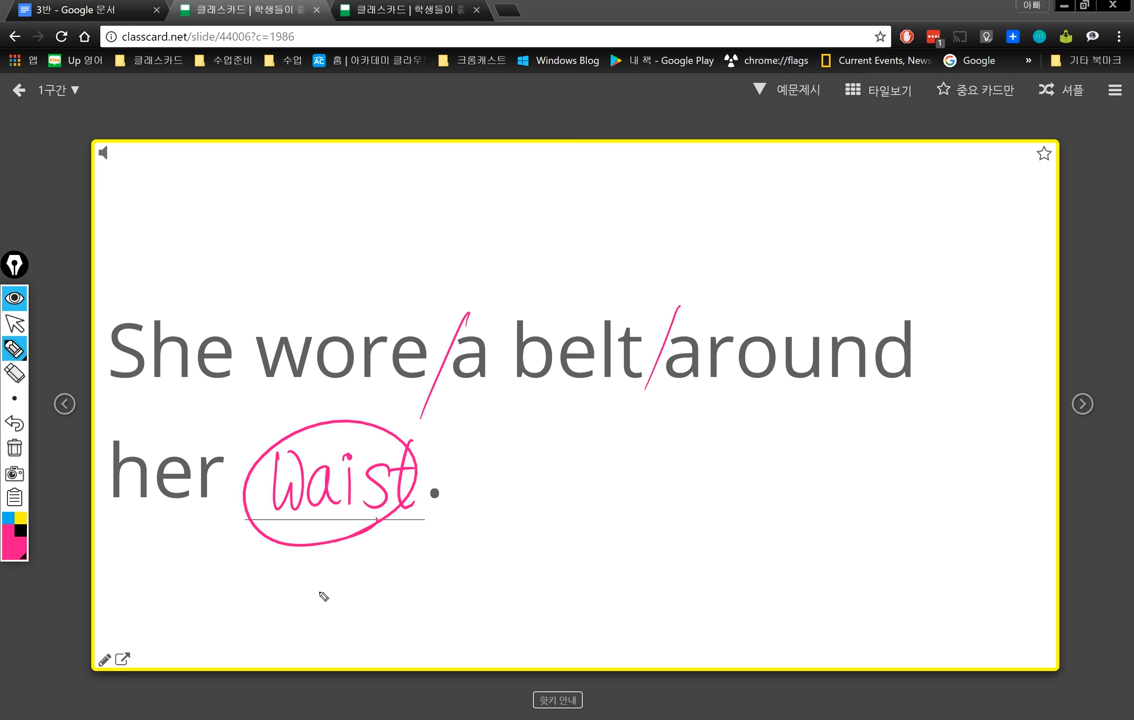 3반 - Google 문서
클래스카드 | 학생들이
클래스카드 | 학생들이
아빠
classcard.net/slide/44006?c=1986
1
앱 Up 영어 클래스카드 수업준비 수업 홈 | 아카데미 클라우 크롬캐스트 Windows Blog 내 책 - Google Play chrome://flags Current Events, News Google » 기타 북마크
1구간 ▼ ▼ 예문제시 타일보기 중요 카드만 셔플
She wore / a belt / around
her Waist.
핫키 안내